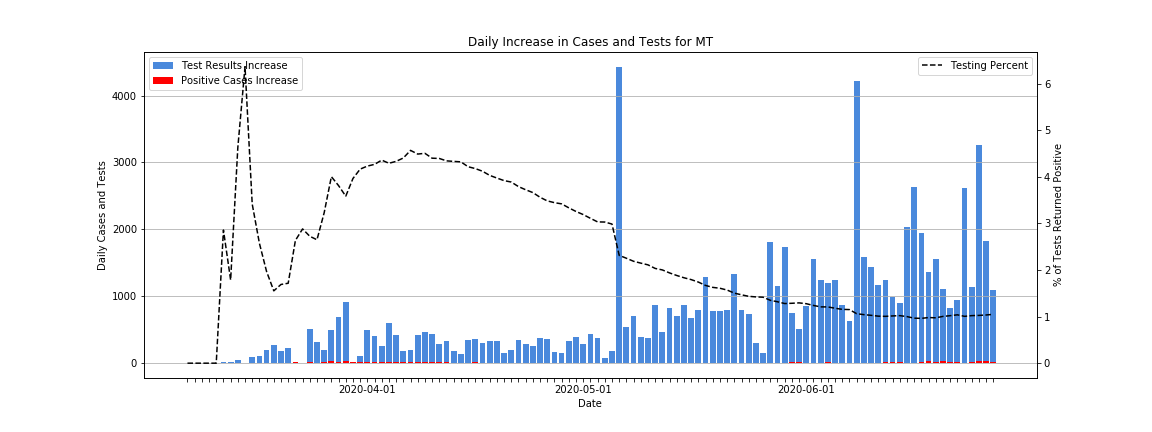 Daily Increase in Cases and Tests for MT
Test Results Increase
Positive Cases Increase
Testing Percent
4000
3000
2000
1000
0
Daily Cases and Tests
6
5
4
3
2
1
0
% of Tests Returned Positive
2020-04-01
2020-05-01
2020-06-01
Date